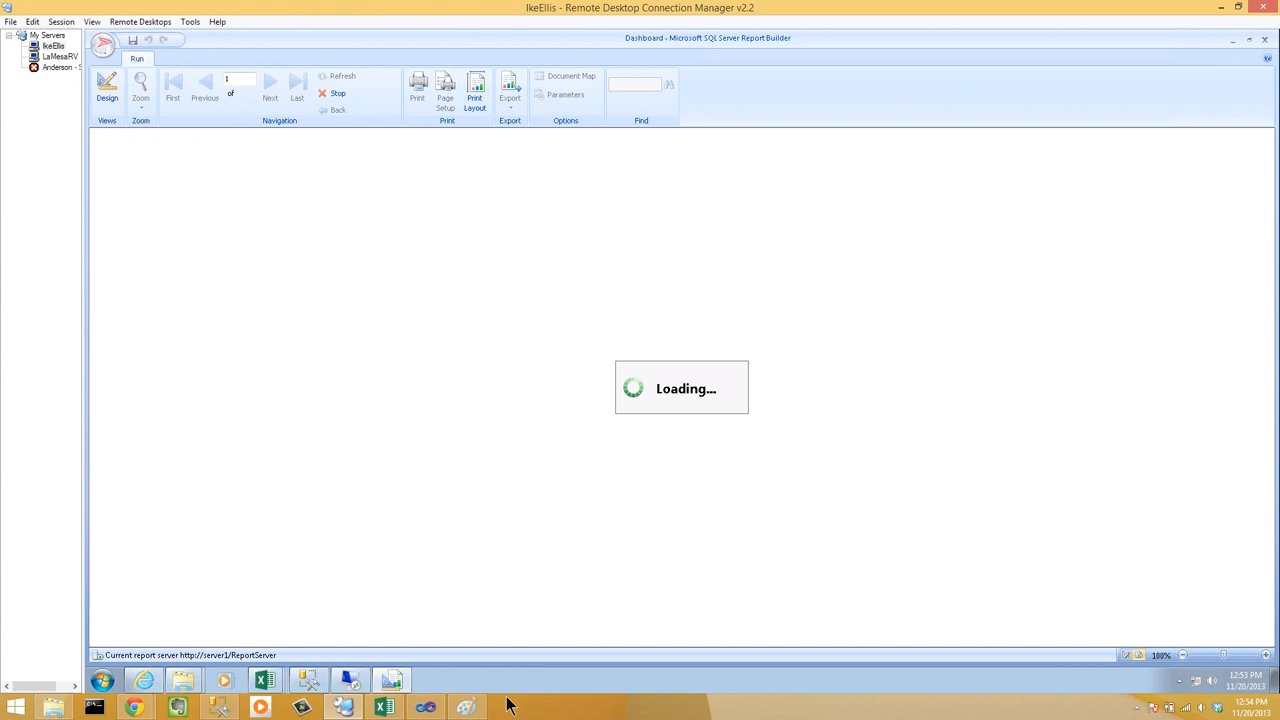 IkeEllis - Remote Desktop Connection Manager v2.2
File Edit Session View Remote Desktops Tools Help
My Servers
IkeEllis
LaMesaRV
Anderson - S
Dashboard - Microsoft SQL Server Report Builder
Run
Design
Zoom
First
Previous
1
of
Next
Last
Refresh
Stop
Back
Print
Page Setup
Print Layout
Export
Document Map
Parameters
Views
Zoom
Navigation
Print
Export
Options
Find
Loading...
Current report server http://server1/ReportServer
100%
12:53 PM
11/20/2013
12:54 PM
11/20/2013